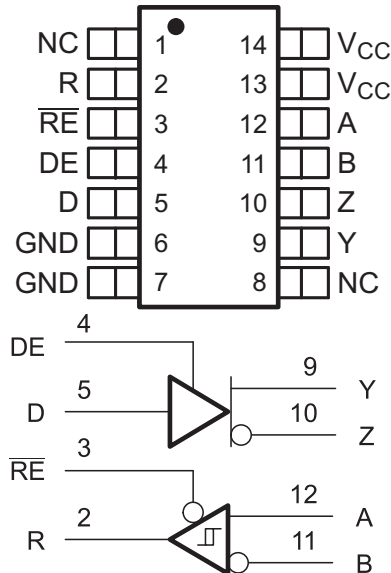 NC 1 14 VCC
R 2 13 VCC
RE 3 12 A
DE 4 11 B
D 5 10 Z
GND 6 9 Y
GND 7 8 NC
DE 4
9 Y
D 5
10 Z
RE 3
12 A
R 2
11 B